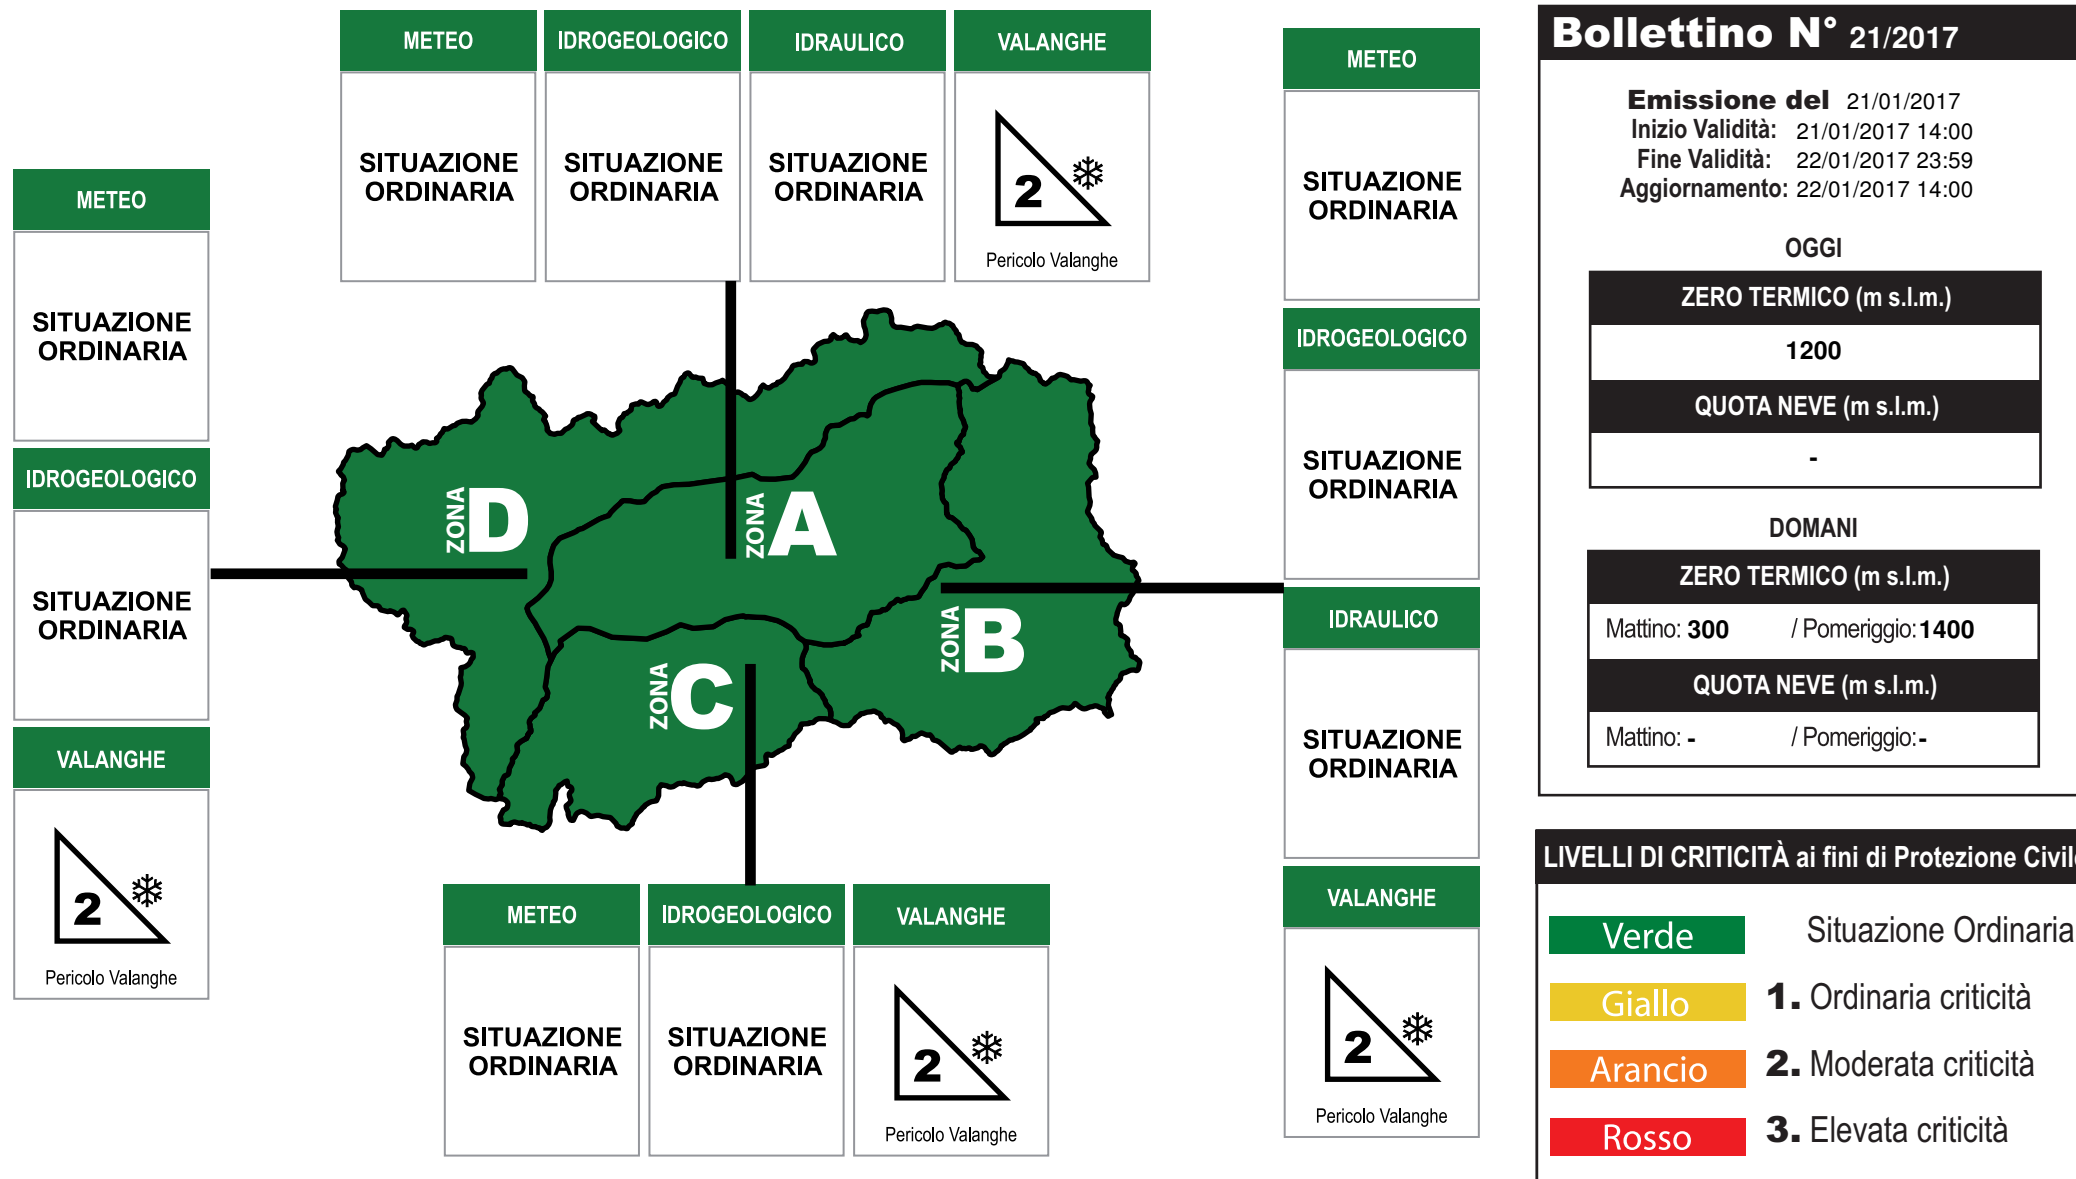 METEO
IDROGEOLOGICO
IDRAULICO
VALANGHE
SITUAZIONE
ORDINARIA
SITUAZIONE
ORDINARIA
SITUAZIONE
ORDINARIA
2
Pericolo Valanghe
METEO
SITUAZIONE
ORDINARIA
IDROGEOLOGICO
SITUAZIONE
ORDINARIA
VALANGHE
2
Pericolo Valanghe
ZONA D
ZONA A
ZONA B
ZONA C
METEO
IDROGEOLOGICO
VALANGHE
SITUAZIONE
ORDINARIA
SITUAZIONE
ORDINARIA
2
Pericolo Valanghe
METEO
SITUAZIONE
ORDINARIA
IDROGEOLOGICO
SITUAZIONE
ORDINARIA
IDRAULICO
SITUAZIONE
ORDINARIA
VALANGHE
2
Pericolo Valanghe
Bollettino N° 21/2017
Emissione del 21/01/2017
Inizio Validità: 21/01/2017 14:00
Fine Validità: 22/01/2017 23:59
Aggiornamento: 22/01/2017 14:00
OGGI
ZERO TERMICO (m s.l.m.)
1200
QUOTA NEVE (m s.l.m.)
-
DOMANI
ZERO TERMICO (m s.l.m.)
Mattino: 300 / Pomeriggio: 1400
QUOTA NEVE (m s.l.m.)
Mattino: - / Pomeriggio: -
LIVELLI DI CRITICITÀ ai fini di Protezione Civile
Verde Situazione Ordinaria
Giallo 1. Ordinaria criticità
Arancio 2. Moderata criticità
Rosso 3. Elevata criticità